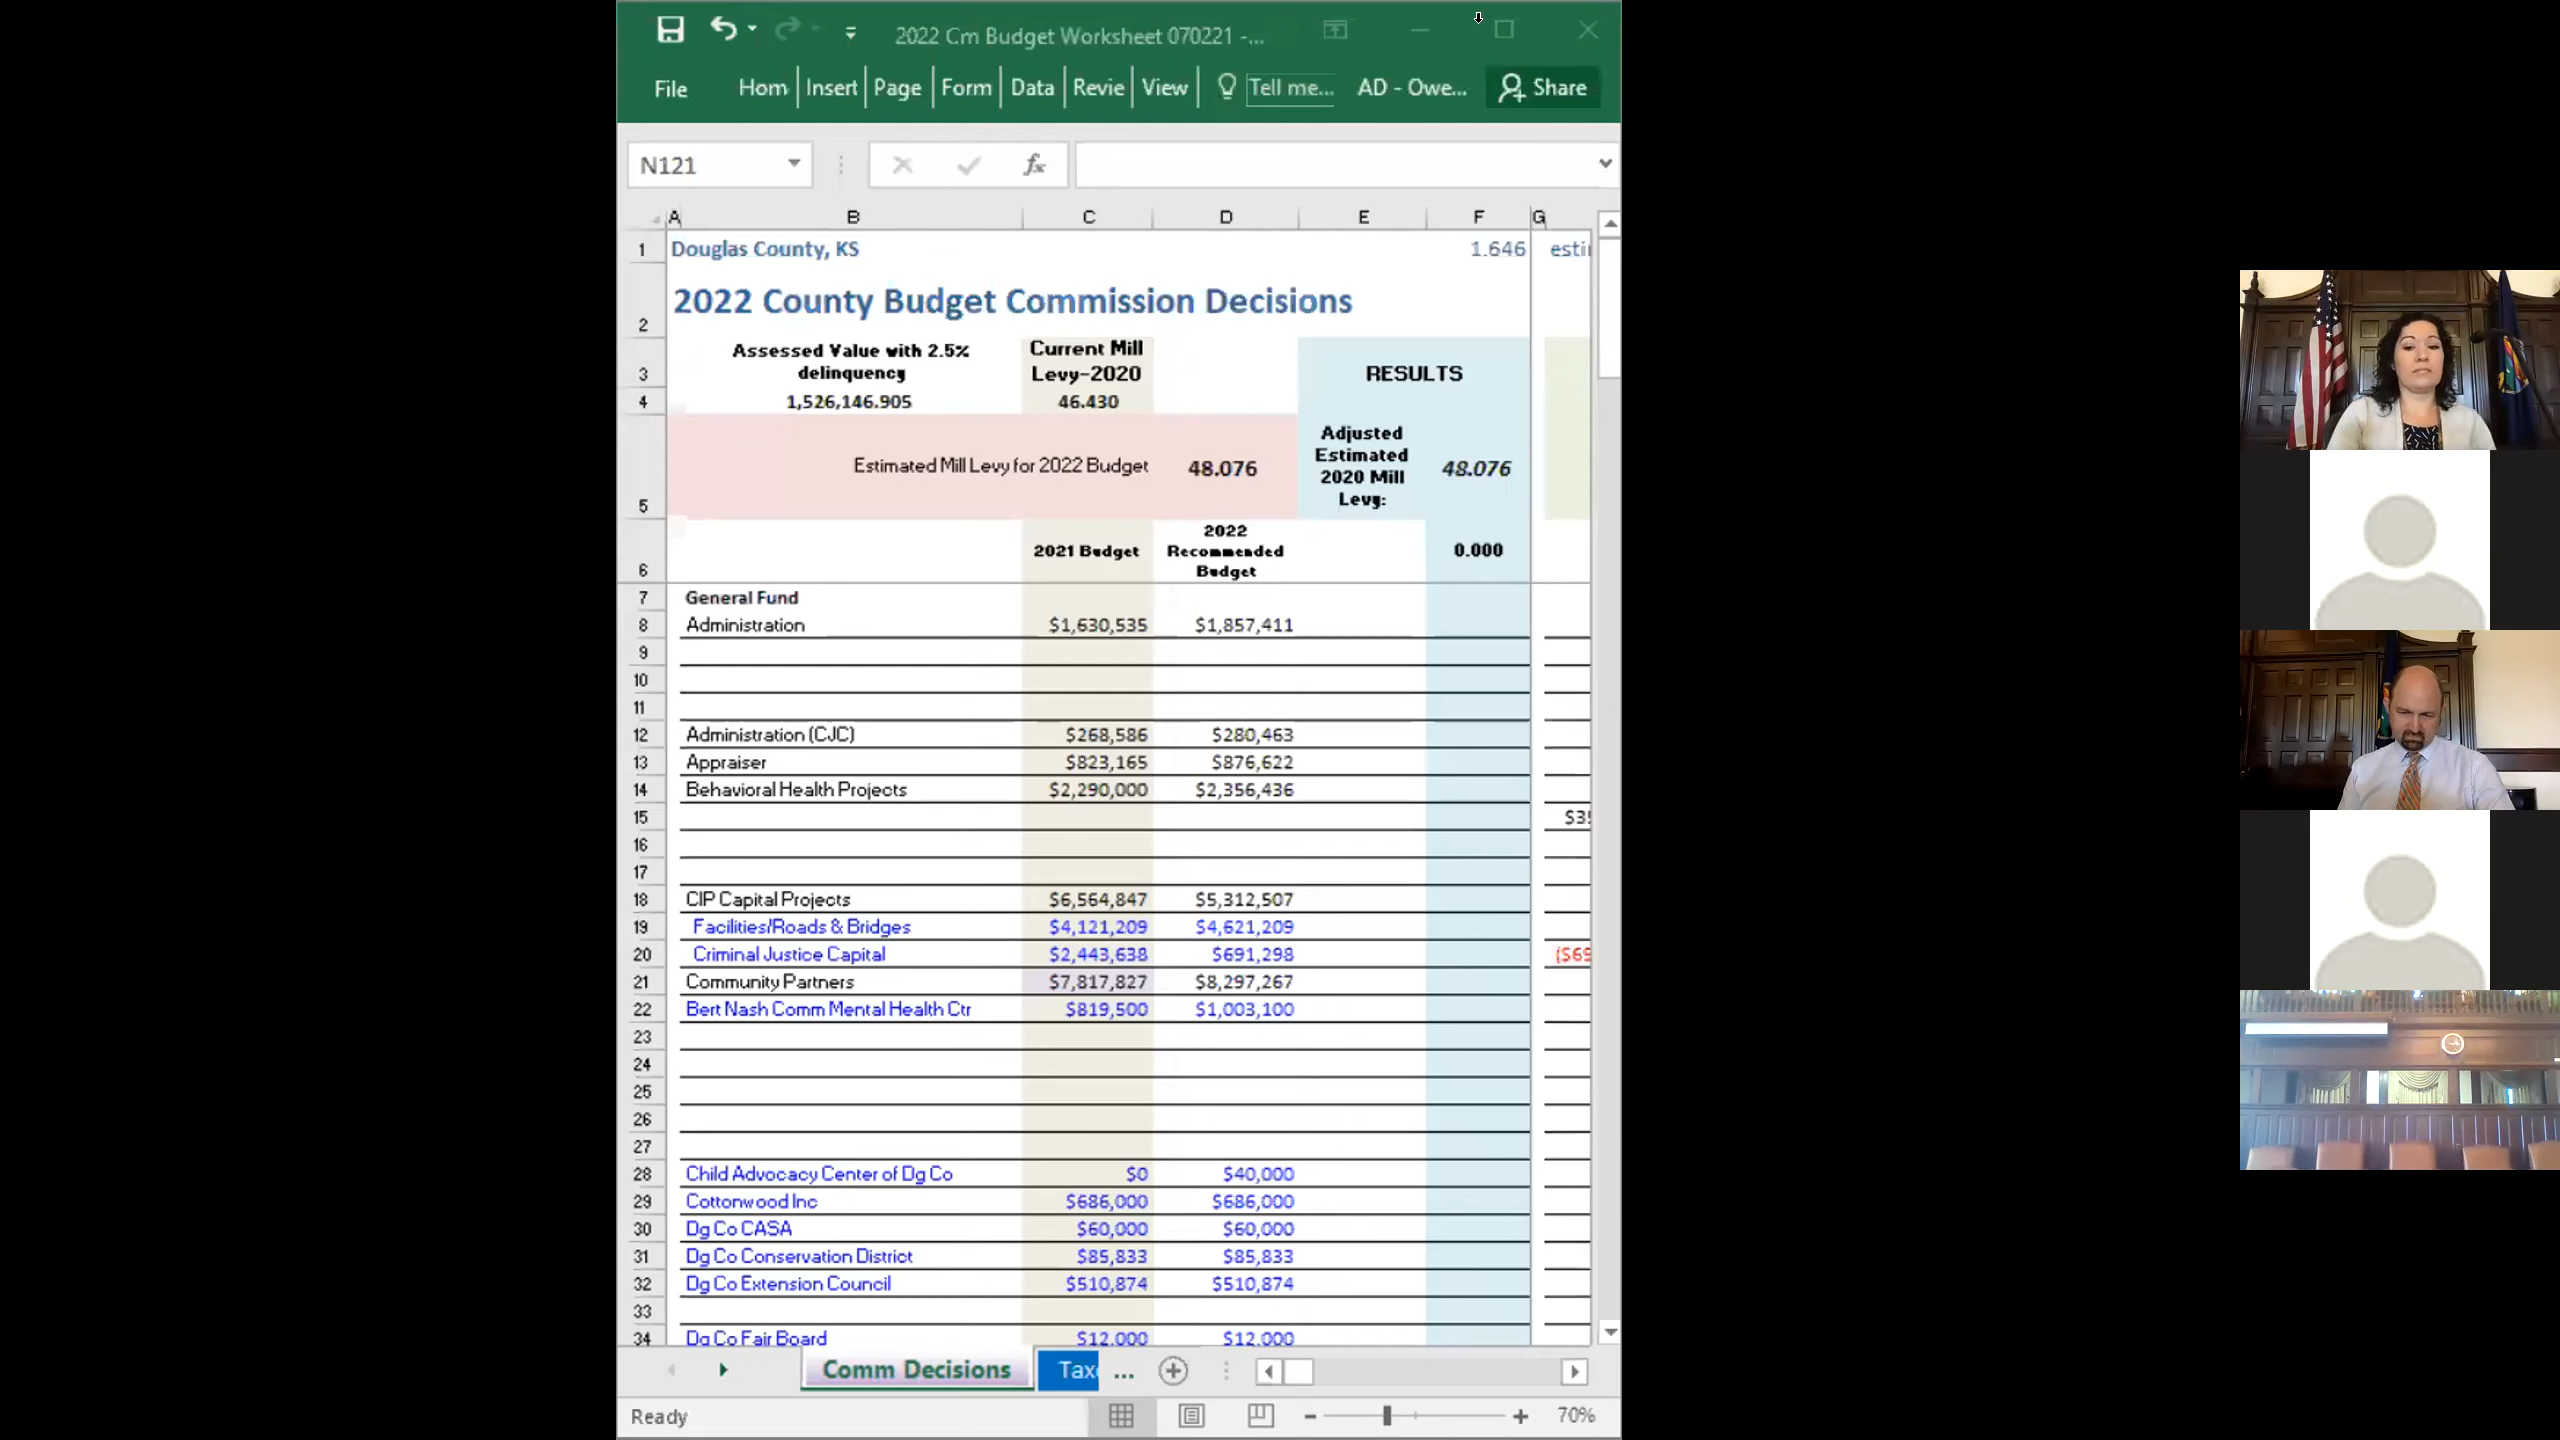 2022 Cm Budget Worksheet 070221 -...
File Hom Insert Page Form Data Revie View Tell me... AD - Owe... Share
N121 fx
A B C D E F G
1 Douglas County, KS 1.646
2 2022 County Budget Commission Decisions
Assessed Value with 2.5% delinquency
Current Mill Levy-2020
3 RESULTS
4 1,526,146.905 46.430
5 Estimated Mill Levy for 2022 Budget 48.076
Adjusted Estimated 2020 Mill Levy:
48.076
6 2021 Budget
2022 Recommended Budget
0.000
7 General Fund
8 Administration $1,630,535 $1,857,411
9
10
11
12 Administration (CJC) $268,586 $280,463
13 Appraiser $823,165 $876,622
14 Behavioral Health Projects $2,290,000 $2,356,436
15
16
17
18 CIP Capital Projects $6,564,847 $5,312,507
19 Facilities/Roads & Bridges $4,121,209 $4,621,209
20 Criminal Justice Capital $2,443,638 $691,298
21 Community Partners $7,817,827 $8,297,267
22 Bert Nash Comm Mental Health Ctr $819,500 $1,003,100
23
24
25
26
27
28 Child Advocacy Center of Dg Co $0 $40,000
29 Cottonwood Inc $686,000 $686,000
30 Dg Co CASA $60,000 $60,000
31 Dg Co Conservation District $85,833 $85,833
32 Dg Co Extension Council $510,874 $510,874
33
34 Dg Co Fair Board $12,000 $12,000
Comm Decisions Tax ...
Ready 70%